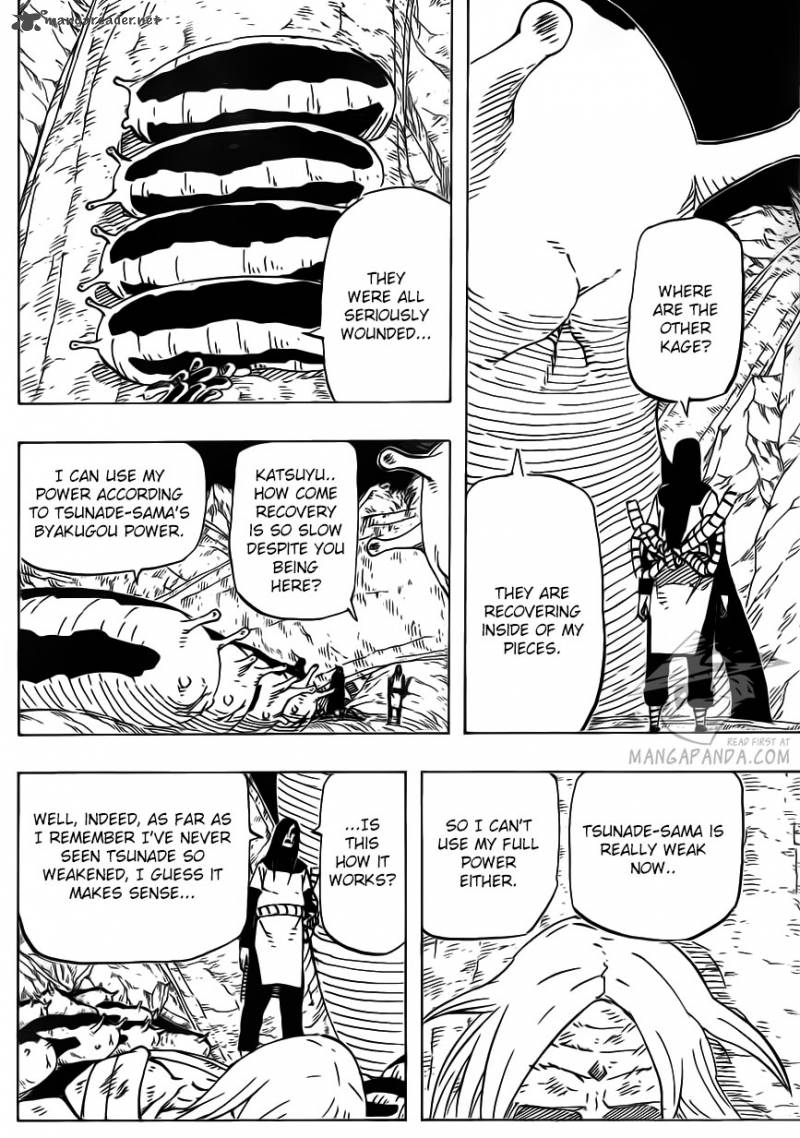 mangareader.net
WHERE
ARE THE
OTHER
KAGE?
THEY ARE
RECOVERING
INSIDE OF MY
PIECES.
THEY
WERE ALL
SERIOUSLY
WOUNDED...
KATSUYU..
HOW COME
RECOVERY
IS SO SLOW
DESPITE YOU
BEING
HERE?
I CAN USE MY
POWER ACCORDING
TO TSUNADE-SAMA'S
BYAKUGOU POWER.
READ FIRST AT
MANGAPANDA.COM
TSUNADE-SAMA IS
REALLY WEAK
NOW..
SO I CAN'T
USE MY FULL
POWER
EITHER.
...IS
THIS
HOW IT
WORKS?
WELL, INDEED, AS FAR AS
I REMEMBER I'VE NEVER
SEEN TSUNADE SO
WEAKENED, I GUESS IT
MAKES SENSE...